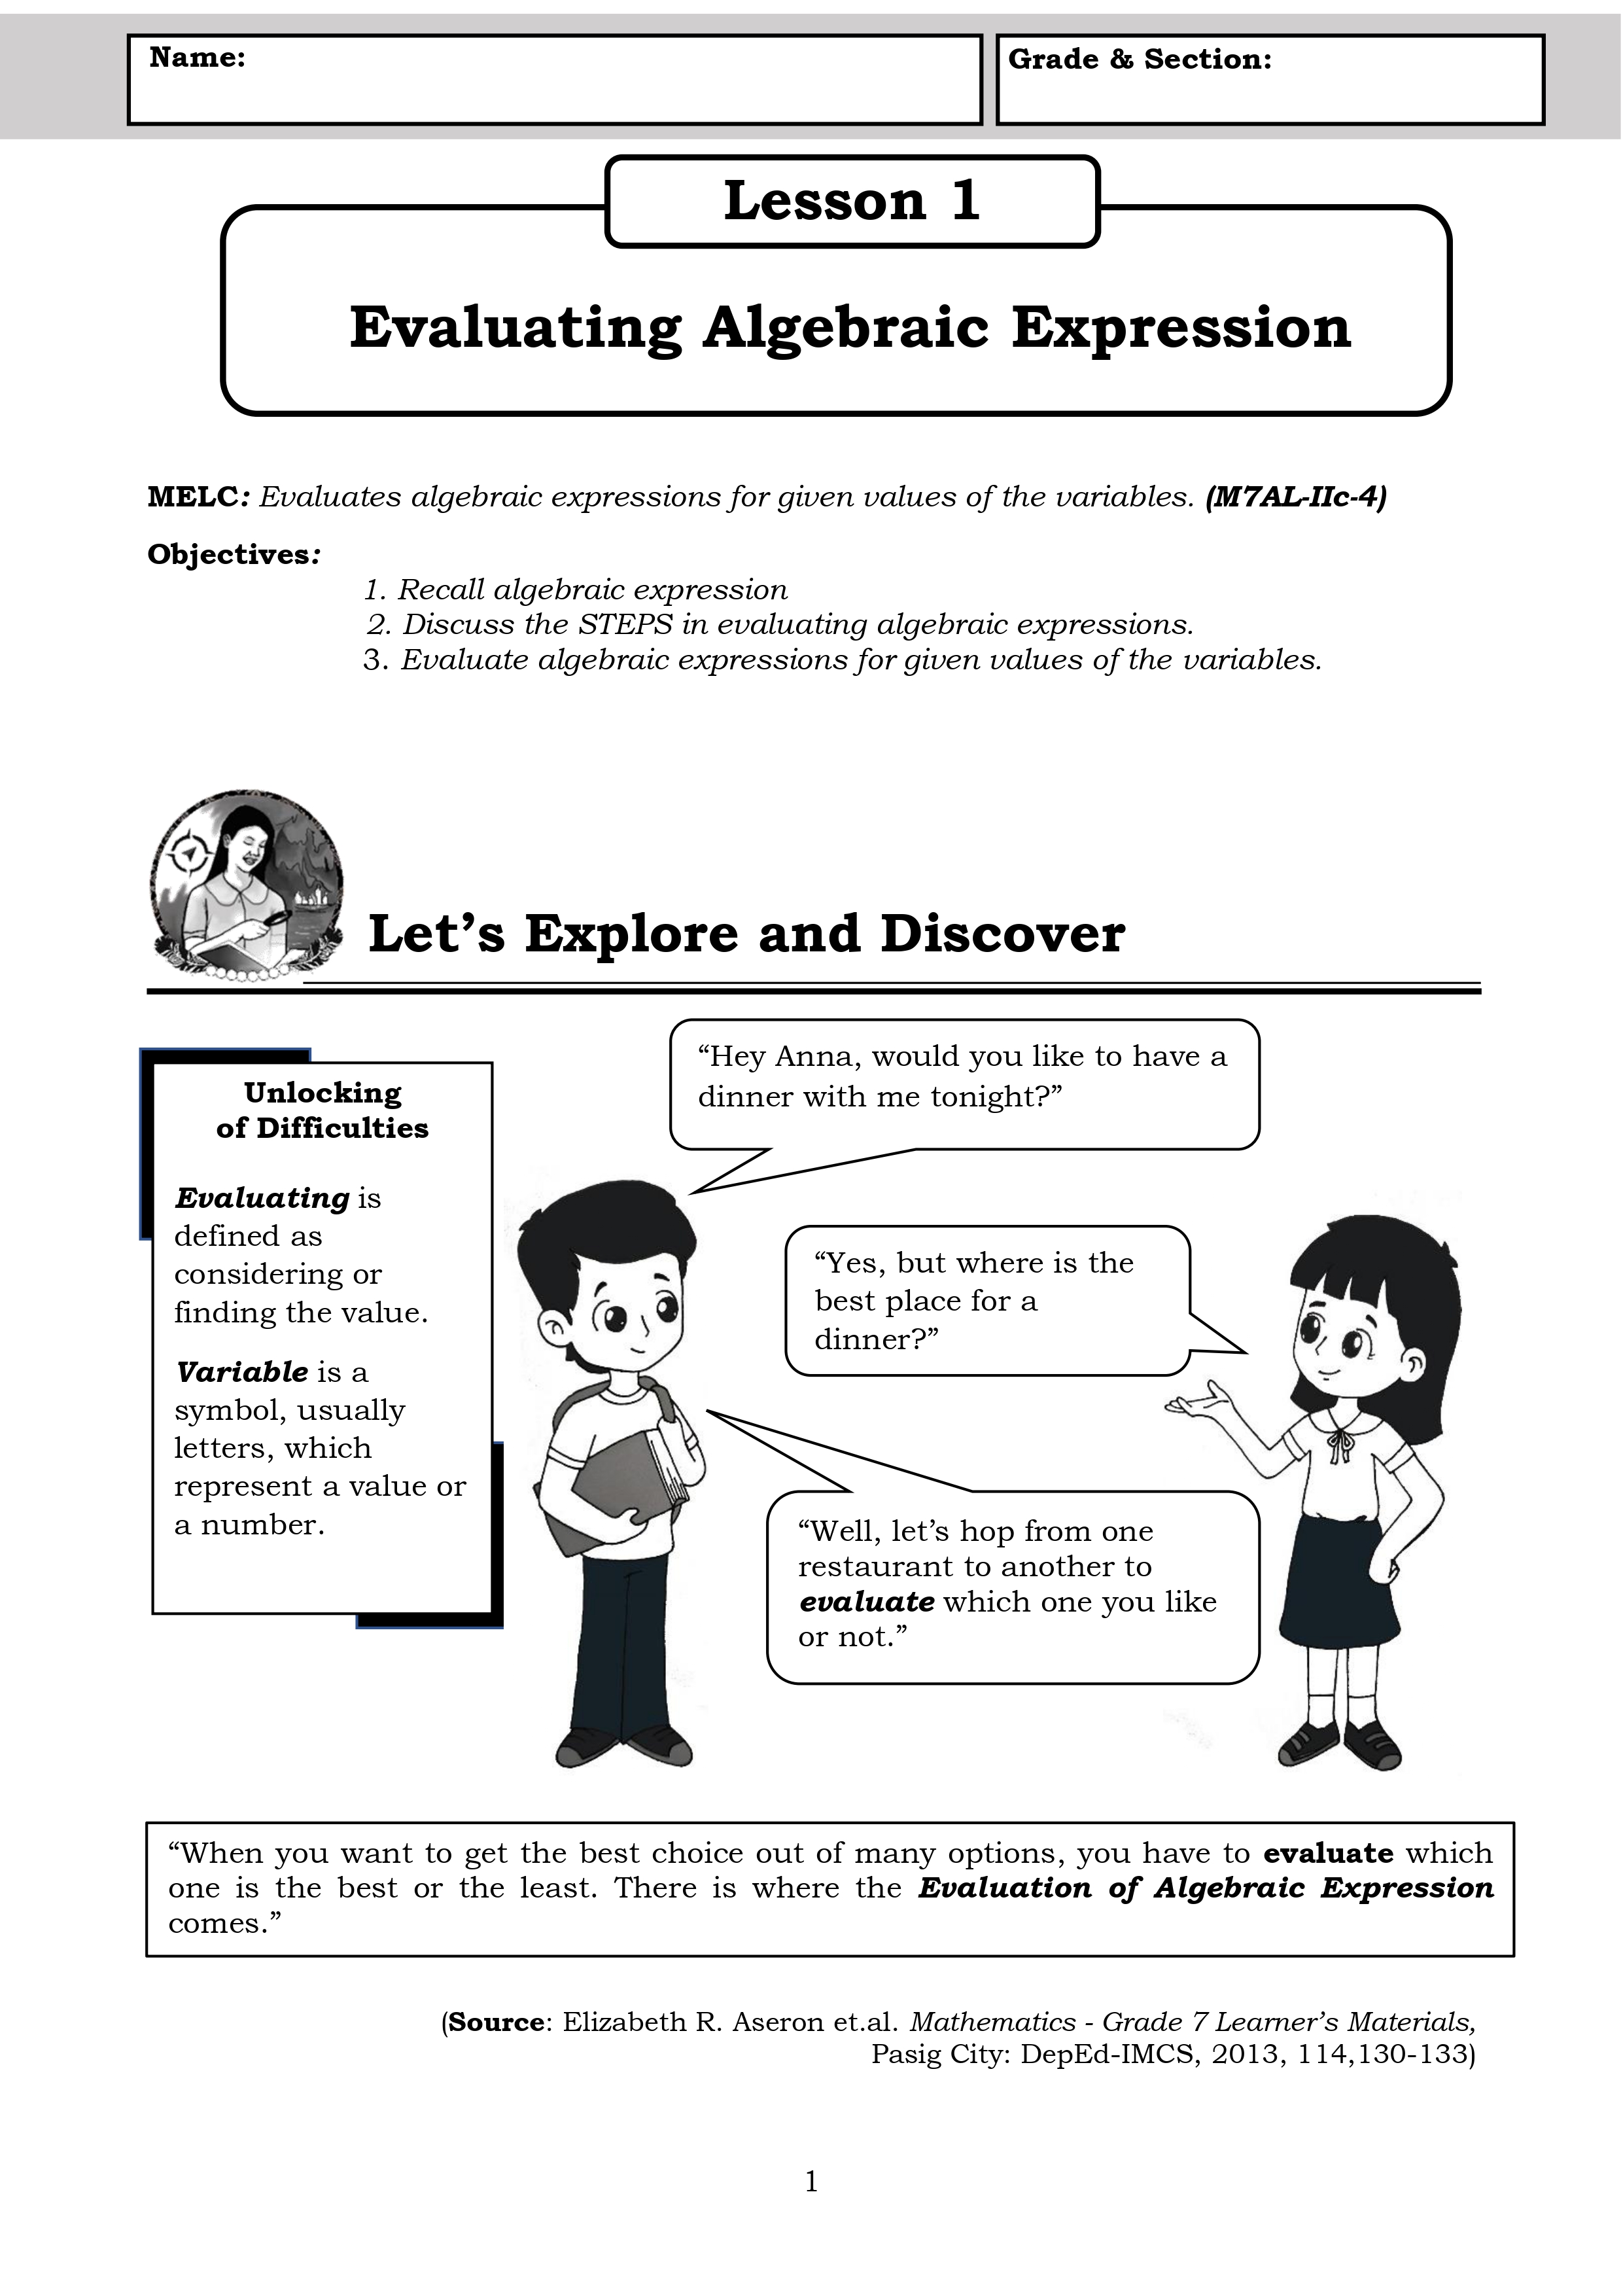 Name:
Grade & Section:
Lesson 1
Evaluating Algebraic Expression
MELC: Evaluates algebraic expressions for given values of the variables. (M7AL-IIc-4)
Objectives:
1. Recall algebraic expression
2. Discuss the STEPS in evaluating algebraic expressions.
3. Evaluate algebraic expressions for given values of the variables.
Let’s Explore and Discover
Unlocking
of Difficulties
Evaluating is
defined as
considering or
finding the value.
Variable is a
symbol, usually
letters, which
represent a value or
a number.
“Hey Anna, would you like to have a
dinner with me tonight?”
“Yes, but where is the
best place for a
dinner?”
“Well, let’s hop from one
restaurant to another to
evaluate which one you like
or not.”
“When you want to get the best choice out of many options, you have to evaluate which
one is the best or the least. There is where the Evaluation of Algebraic Expression
comes.”
(Source: Elizabeth R. Aseron et.al. Mathematics - Grade 7 Learner’s Materials,
Pasig City: DepEd-IMCS, 2013, 114,130-133)
1